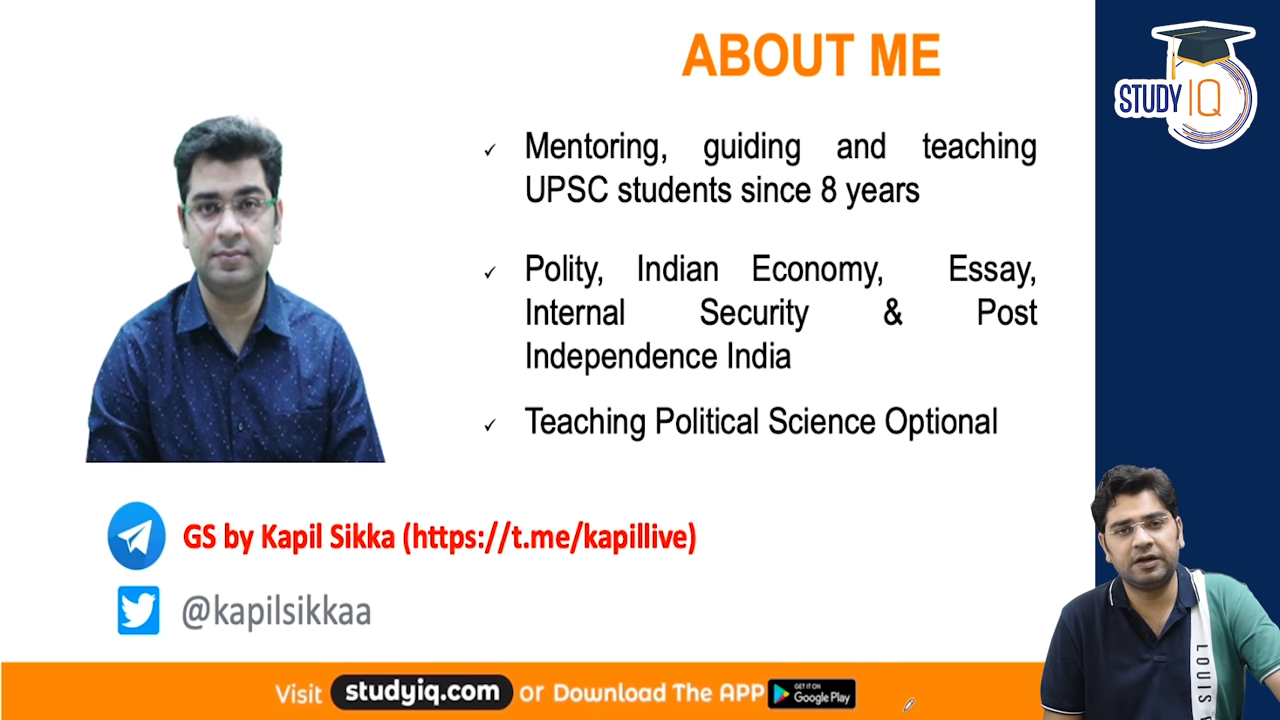 ABOUT ME
STUDY IQ
Mentoring, guiding and teaching
UPSC students since 8 years
Polity, Indian Economy, Essay,
Internal Security & Post
Independence India
Teaching Political Science Optional
GS by Kapil Sikka (https://t.me/kapillive)
@kapilsikkaa
LOUIS
Visit studyiq.com or Download The APP GET IT ON Google Play